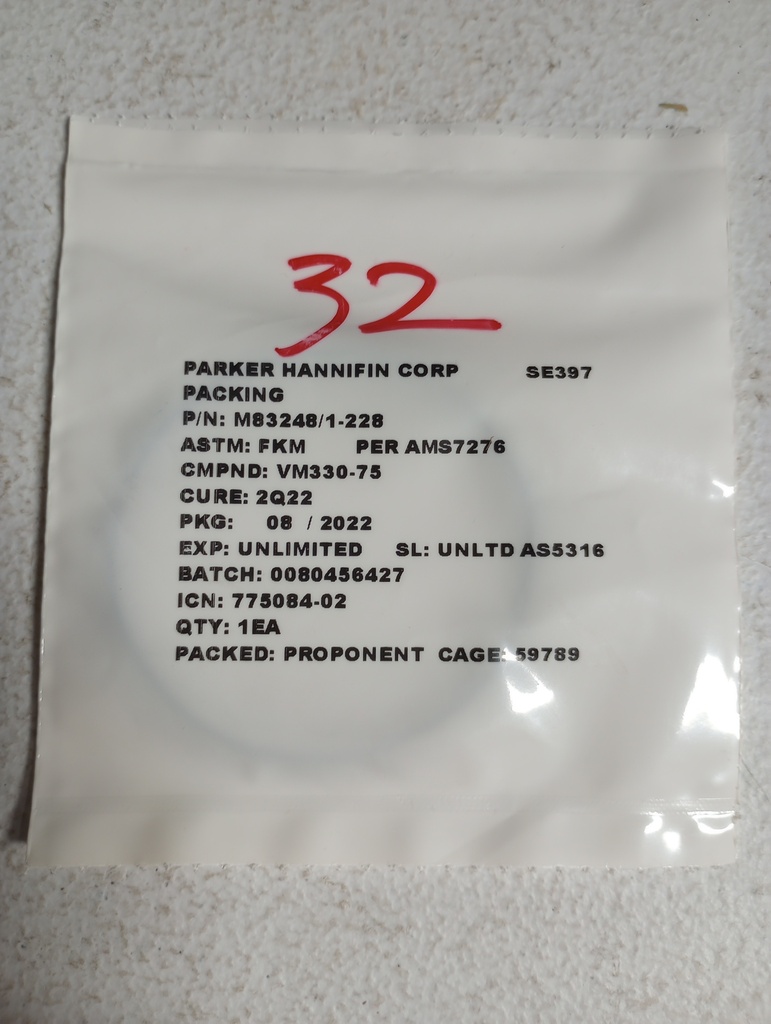 32
PARKER HANNIFIN CORP SE397
PACKING
P/N: M83248/1-228
ASTM: FKM PER AMS7276
CMPND: VM330-75
CURE: 2Q22
PKG: 08 / 2022
EXP: UNLIMITED SL: UNLTD AS5316
BATCH: 0080456427
ICN: 775084-02
QTY: 1EA
PACKED: PROPONENT CAGE: 59789